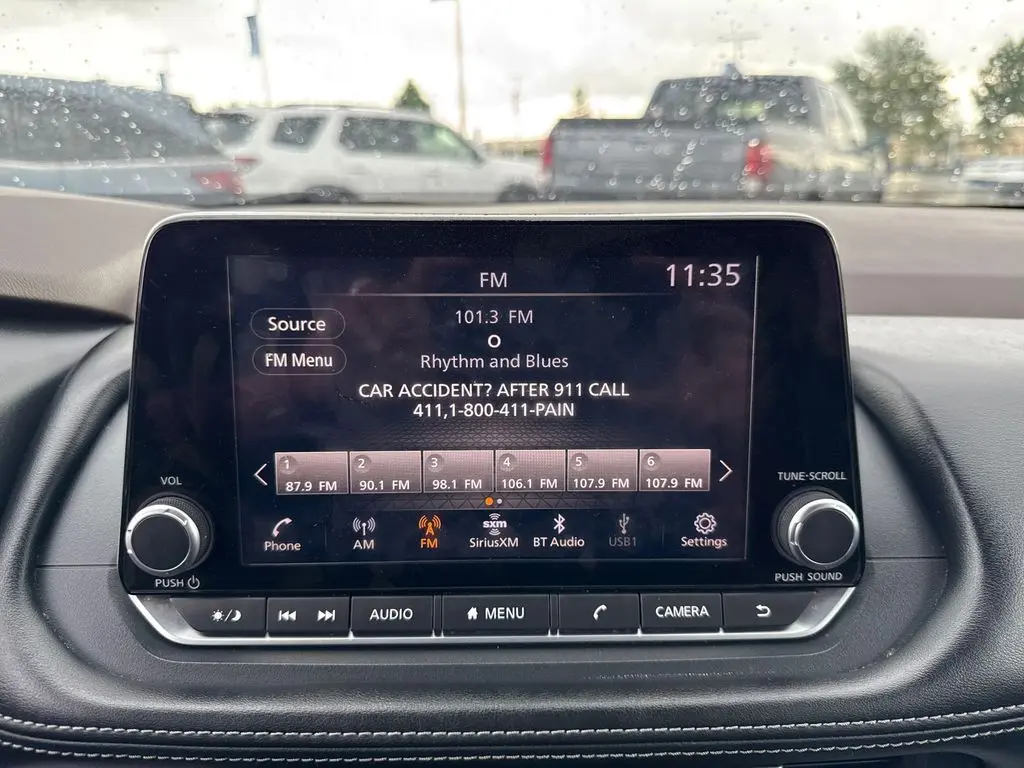 FM
11:35
Source
101.3 FM
O
FM Menu
Rhythm and Blues
CAR ACCIDENT? AFTER 911 CALL
411,1-800-411-PAIN
1 2 3 4 5 6
87.9 FM 90.1 FM 98.1 FM 106.1 FM 107.9 FM 107.9 FM
Phone AM FM sxm SiriusXM BT Audio USB1 Settings
VOL
PUSH
TUNE·SCROLL
PUSH SOUND
AUDIO MENU CAMERA